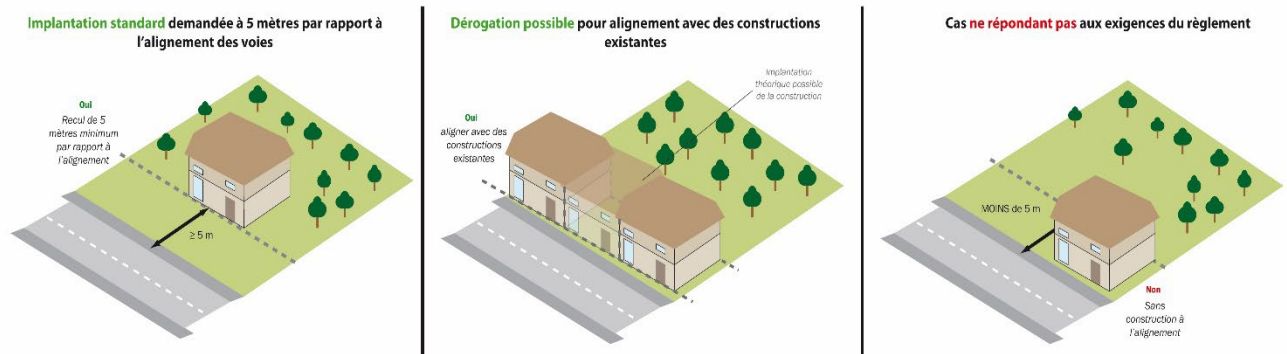 Implantation standard demandée à 5 mètres par rapport à
l'alignement des voies
Oui
Recul de 5
mètres minimum
par rapport à
l'alignement
≥ 5 m
Dérogation possible pour alignement avec des constructions
existantes
Implantation
théorique possible
de la construction
Oui
aligner avec des
constructions
existantes
Cas ne répondant pas aux exigences du règlement
MOINS de 5 m
Non
Sans
construction à
l'alignement